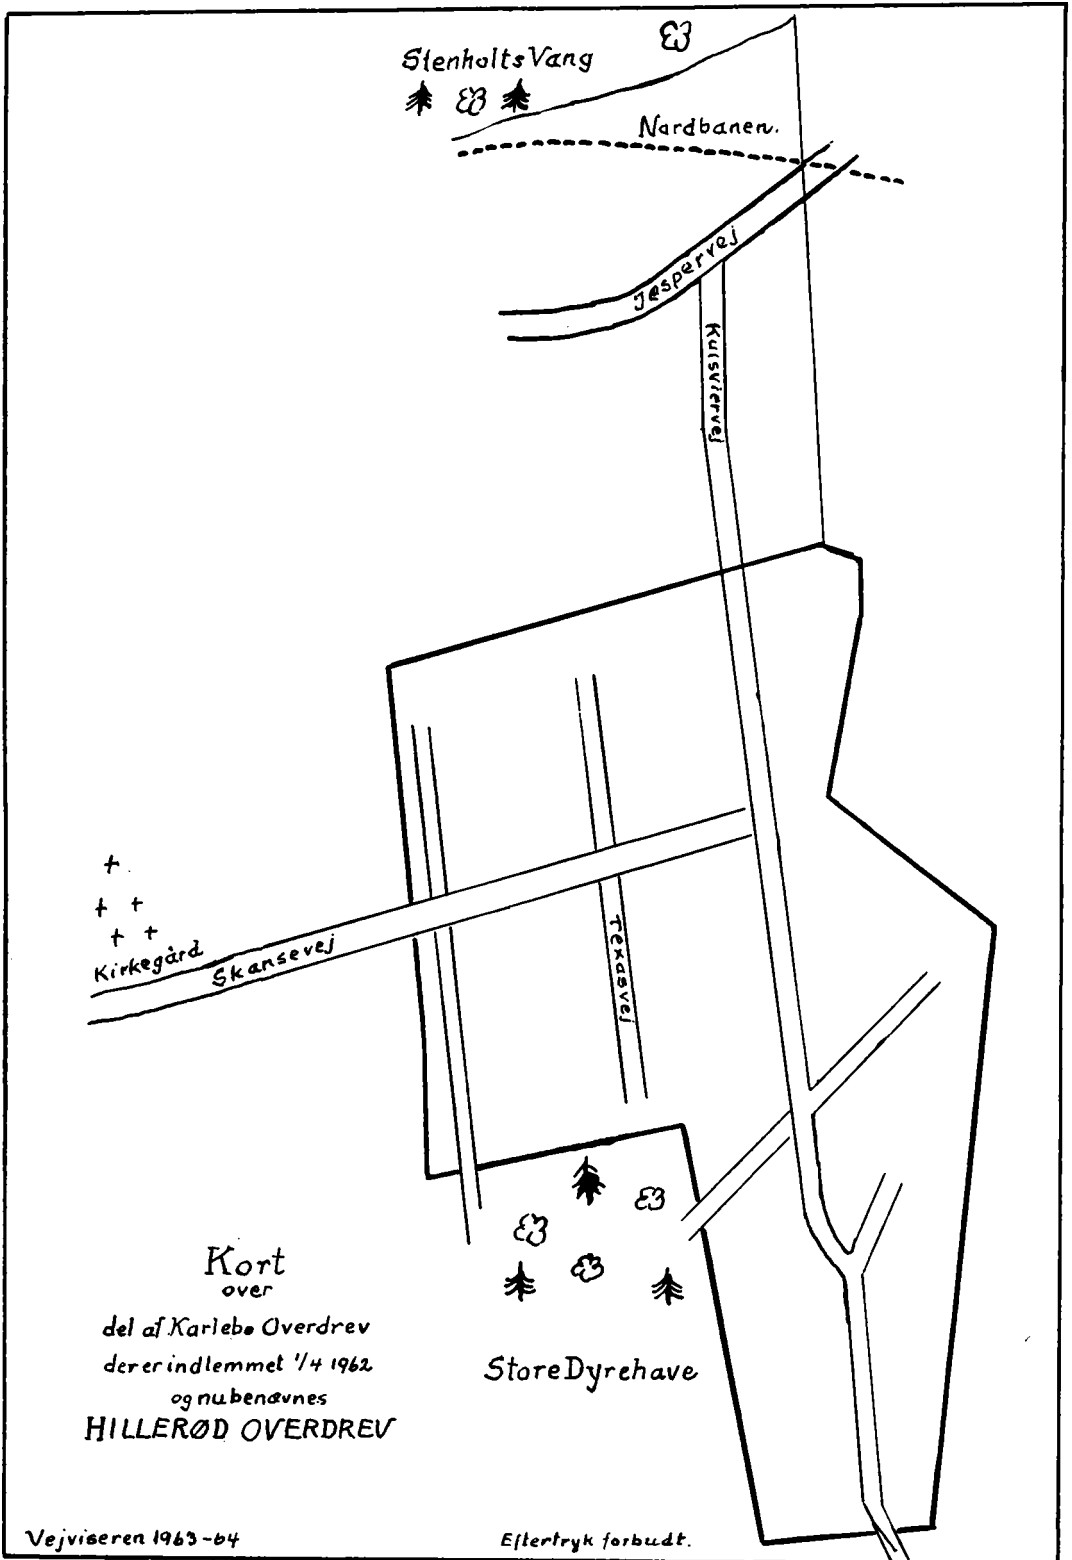 Stenholts Vang
Nordbanen.
Jespervej
Kulsviervej
Texasvej
Kirkegård
Skansevej
Kort
over
del af Karlebo Overdrev
der er indlemmet 1/4 1962
og nu benævnes
HILLERØD OVERDREV
Store Dyrehave
Vejviseren 1963-64
Eftertryk forbudt.